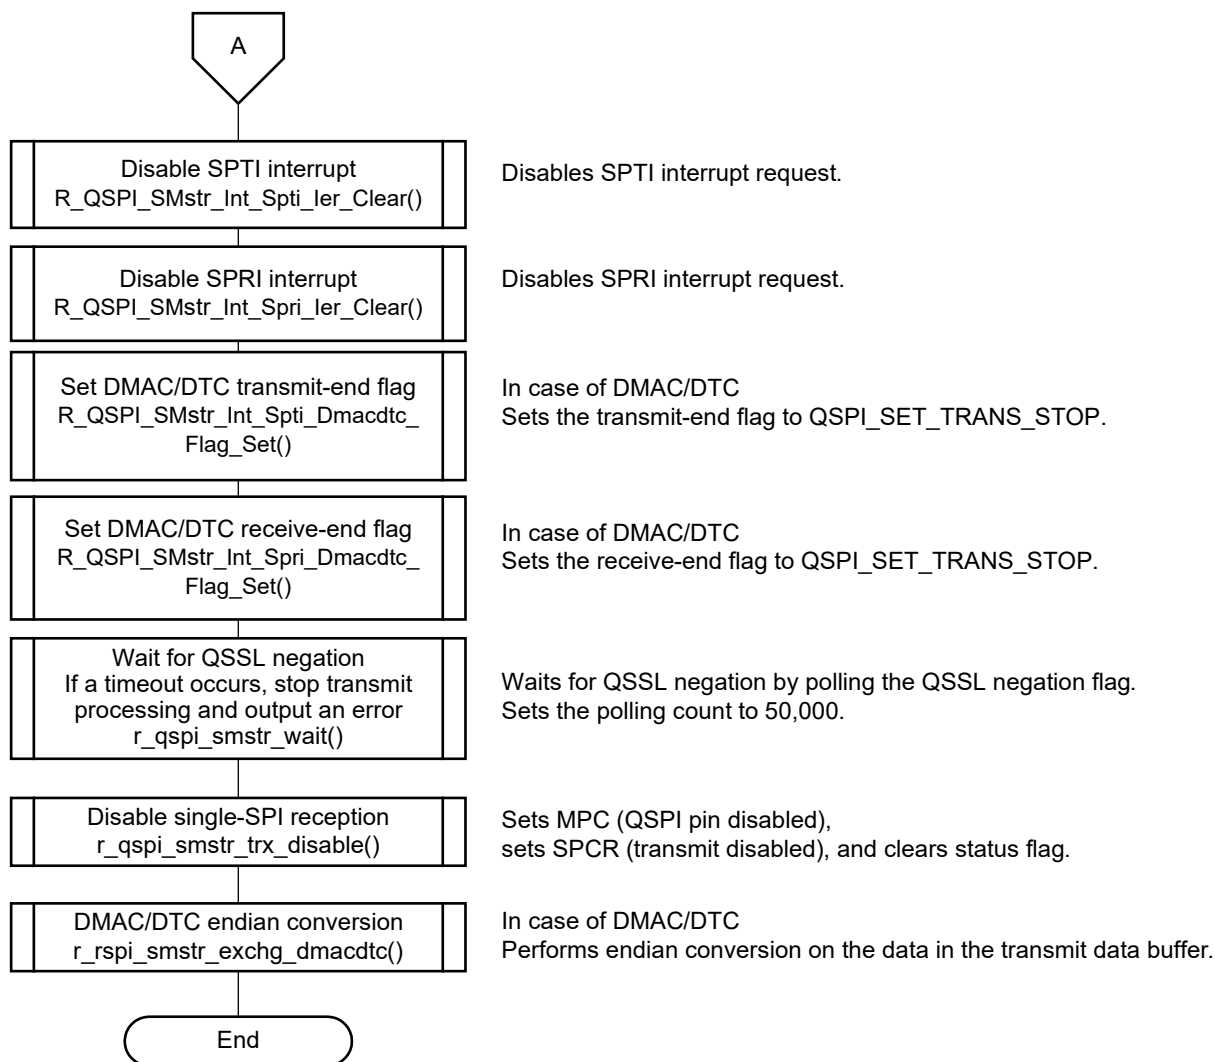 A
Disable SPTI interrupt
R_QSPI_SMstr_Int_Spti_Ier_Clear()
Disables SPTI interrupt request.
Disable SPRI interrupt
R_QSPI_SMstr_Int_Spri_Ier_Clear()
Disables SPRI interrupt request.
Set DMAC/DTC transmit-end flag
R_QSPI_SMstr_Int_Spti_Dmacdtc_
Flag_Set()
In case of DMAC/DTC
Sets the transmit-end flag to QSPI_SET_TRANS_STOP.
Set DMAC/DTC receive-end flag
R_QSPI_SMstr_Int_Spri_Dmacdtc_
Flag_Set()
In case of DMAC/DTC
Sets the receive-end flag to QSPI_SET_TRANS_STOP.
Wait for QSSL negation
If a timeout occurs, stop transmit
processing and output an error
r_qspi_smstr_wait()
Waits for QSSL negation by polling the QSSL negation flag.
Sets the polling count to 50,000.
Disable single-SPI reception
r_qspi_smstr_trx_disable()
Sets MPC (QSPI pin disabled),
sets SPCR (transmit disabled), and clears status flag.
DMAC/DTC endian conversion
r_rspi_smstr_exchg_dmacdtc()
In case of DMAC/DTC
Performs endian conversion on the data in the transmit data buffer.
End